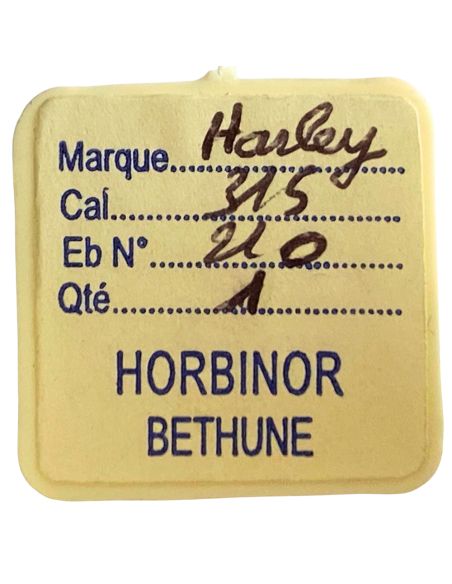 Marque......Harley......
Cal......315......
Eb N°......210......
Qté......1......
HORBINOR
BETHUNE